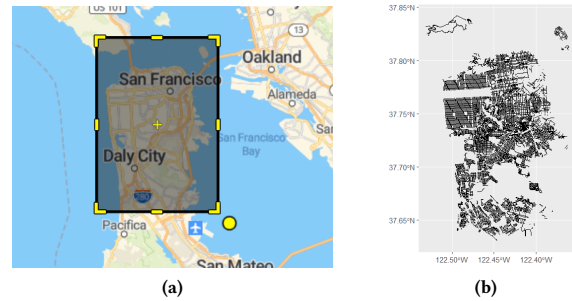 US 101
13
San Francisco
Oakland
Alameda
San Francisco
Bay
Daly City
280
Pacifica
San Mateo
(a)
37.85°N
37.80°N
37.75°N
37.70°N
37.65°N
122.50°W
122.45°W
122.40°W
(b)